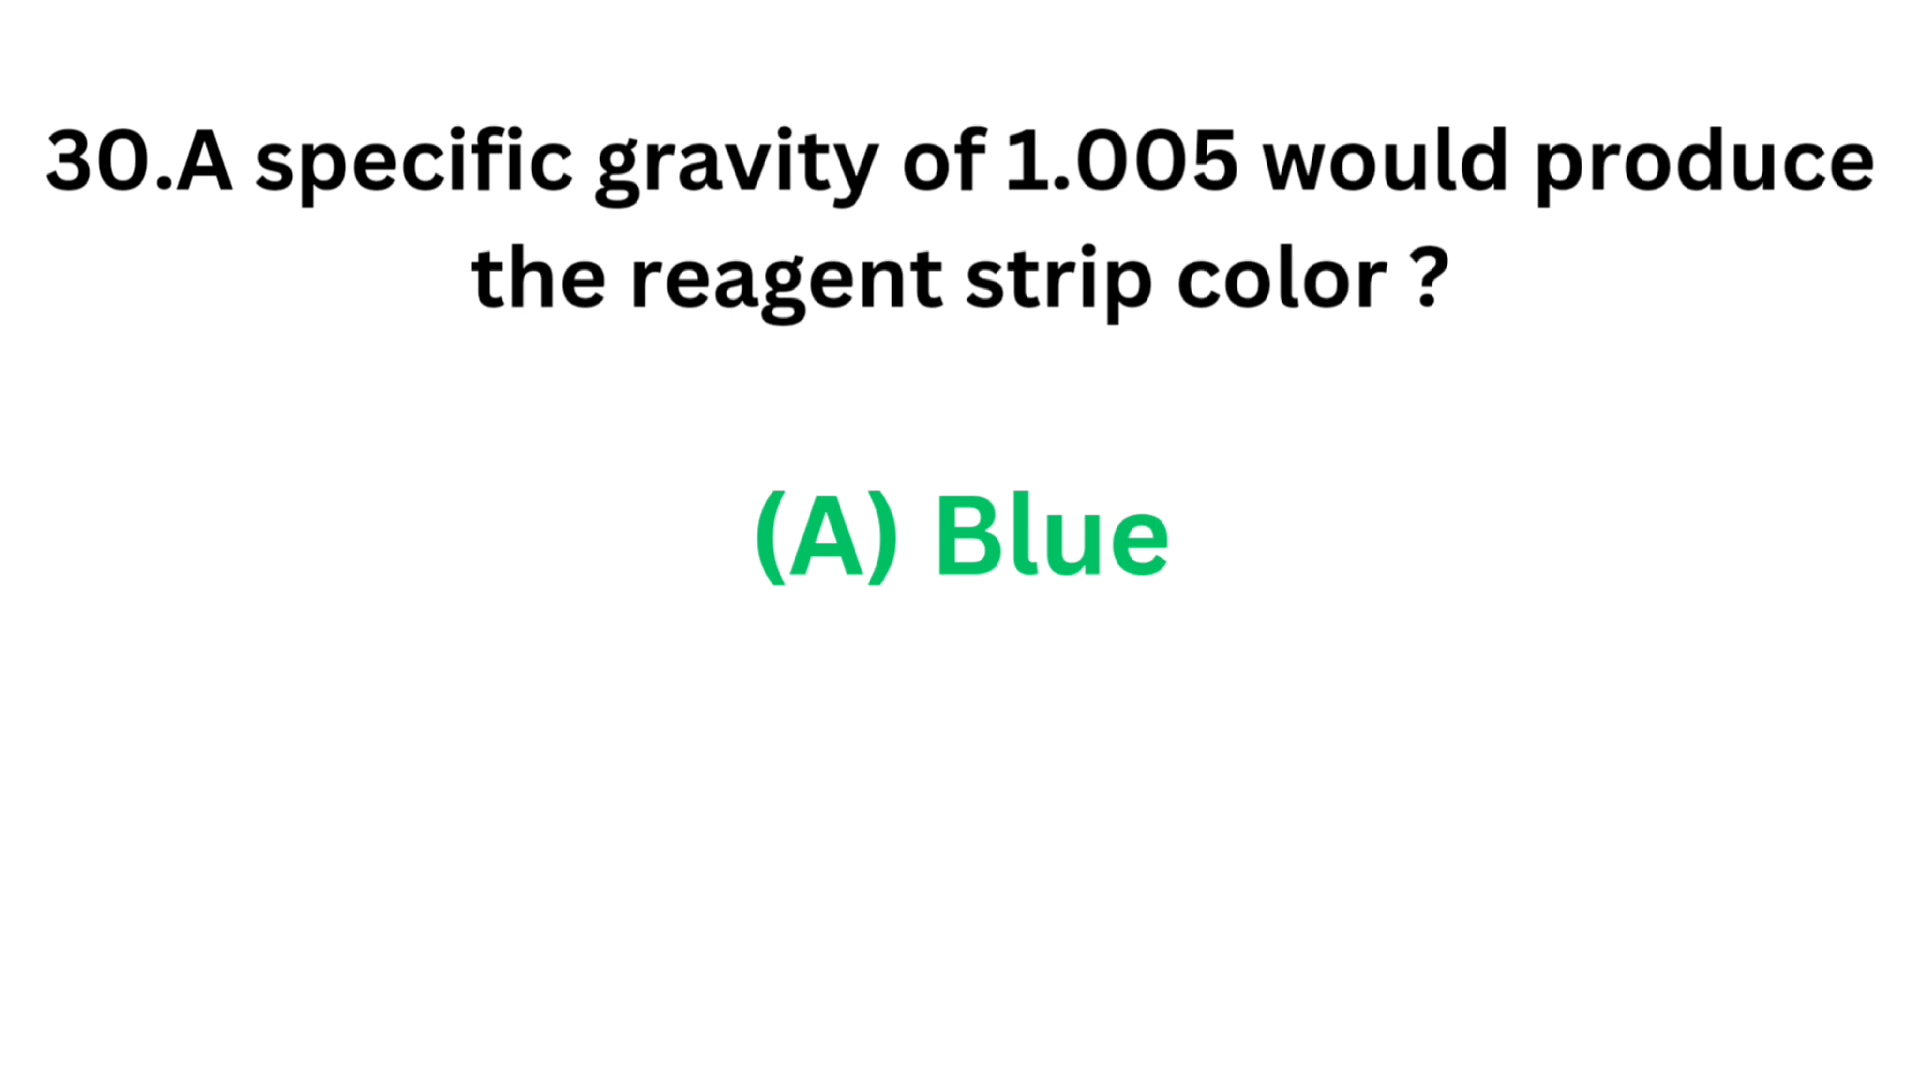 30.A specific gravity of 1.005 would produce
the reagent strip color ?
(A) Blue